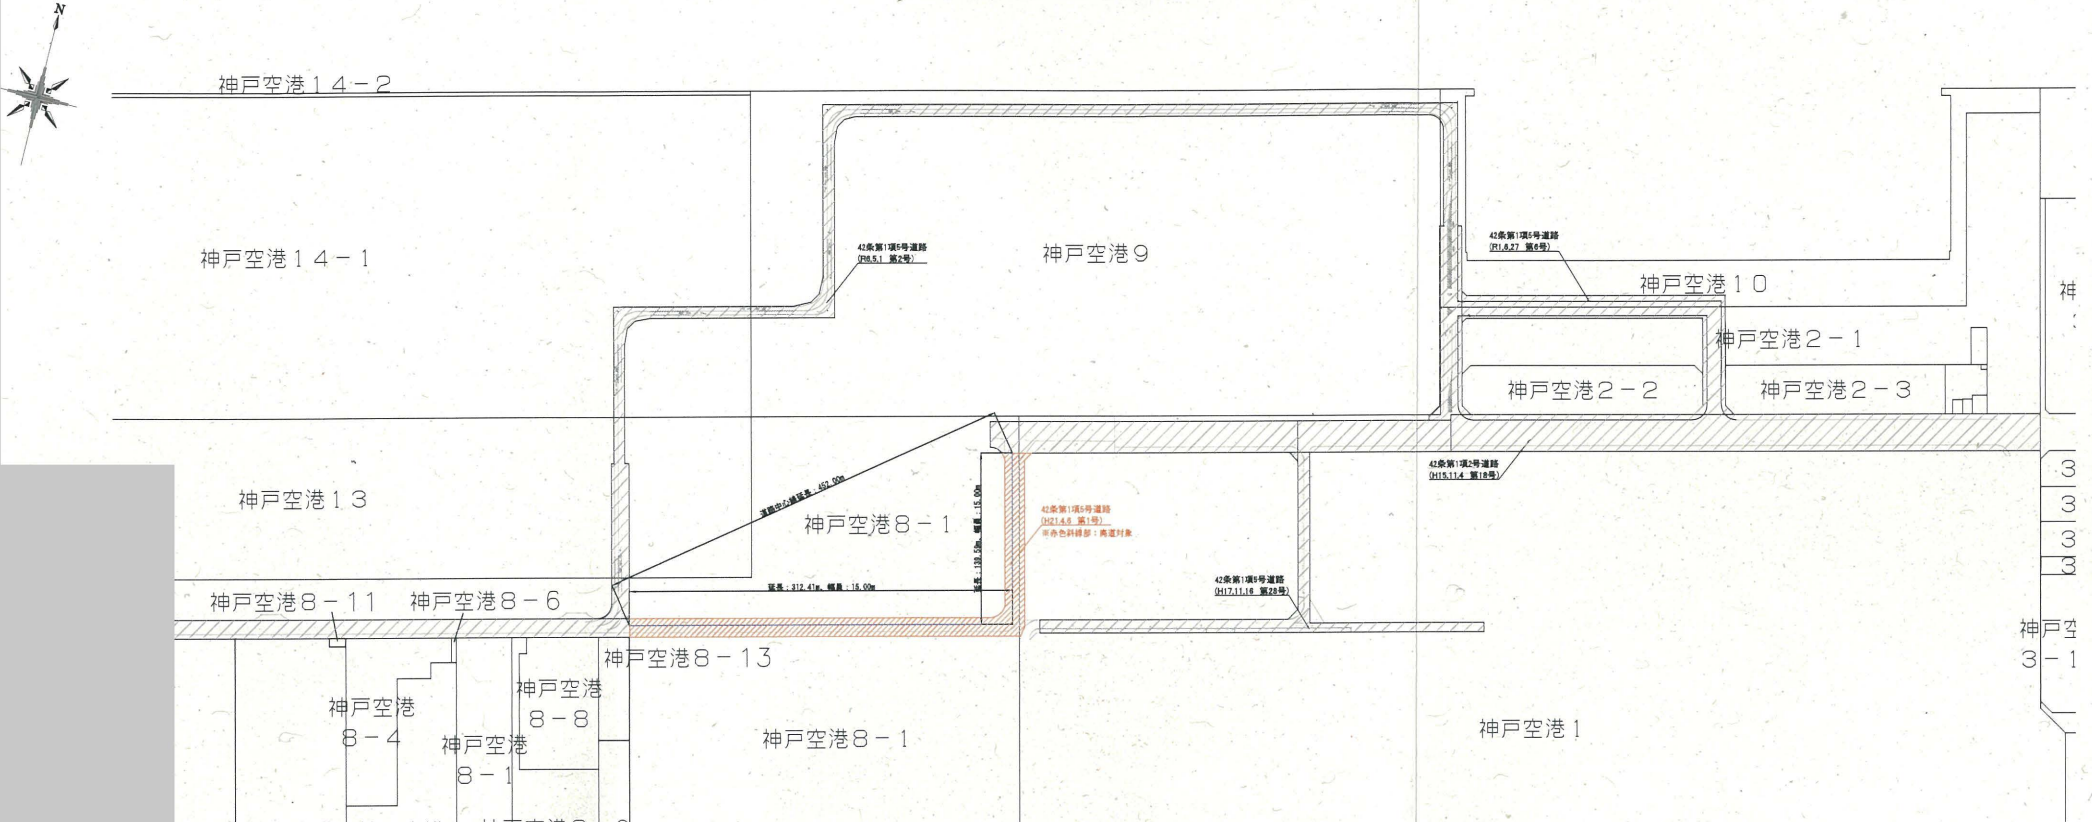 N
神戸空港14-2
神戸空港14-1
神戸空港9
42条第1項5号道路
(R6.5.1 第2号)
42条第1項5号道路
(R1.6.27 第6号)
神戸空港10
神
神戸空港2-1
神戸空港2-2
神戸空港2-3
神戸空港13
道路中心線延長：452.00m
神戸空港8-1
幅員：15.00m
42条第1項5号道路
(H21.4.6 第1号)
※赤色斜線部：廃道対象
42条第1項2号道路
(H15.11.4 第18号)
3
3
3
3
延長：312.41m、幅員：15.00m
42条第1項5号道路
(H17.11.16 第28号)
神戸空港8-11
神戸空港8-6
神戸空港8-13
神戸空
3-1
神戸空港
8-4
神戸空港
8-8
神戸空港
8-1
神戸空港8-1
神戸空港1